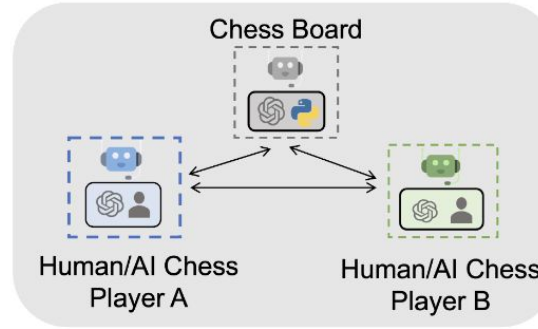 Chess Board
Human/AI Chess
Player A
Human/AI Chess
Player B